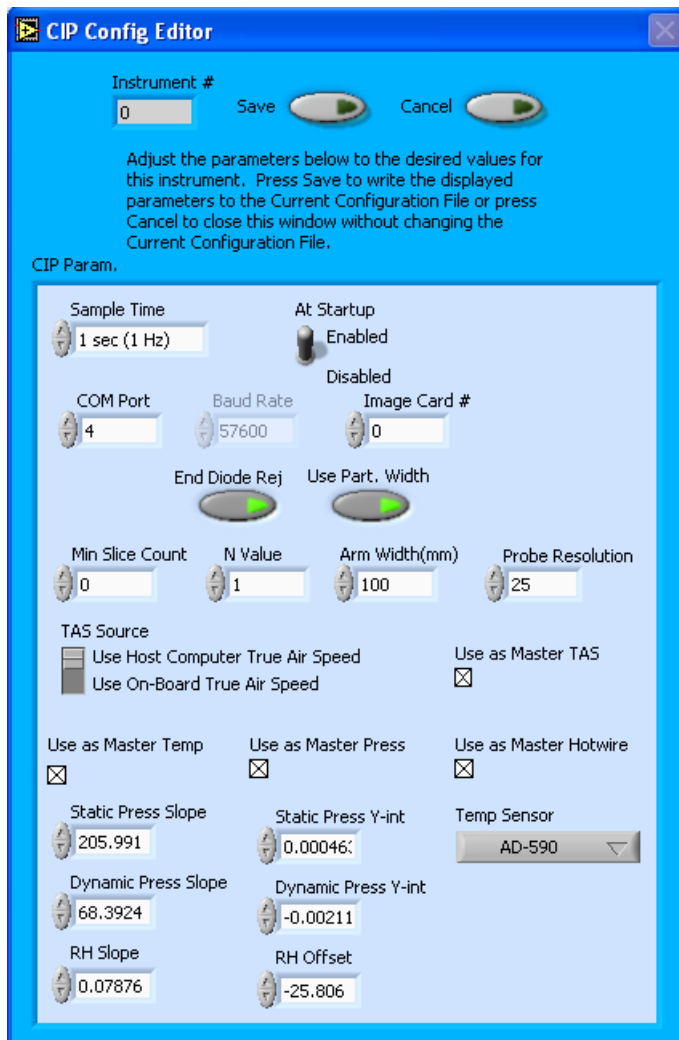 CIP Config Editor
Instrument #
0
Save
Cancel
Adjust the parameters below to the desired values for
this instrument. Press Save to write the displayed
parameters to the Current Configuration File or press
Cancel to close this window without changing the
Current Configuration File.
CIP Param.
Sample Time
1 sec (1 Hz)
At Startup
Enabled
Disabled
COM Port
4
Baud Rate
57600
Image Card #
0
End Diode Rej
Use Part. Width
Min Slice Count
0
N Value
1
Arm Width(mm)
100
Probe Resolution
25
TAS Source
Use Host Computer True Air Speed
Use On-Board True Air Speed
Use as Master TAS
Use as Master Temp
Use as Master Press
Use as Master Hotwire
Static Press Slope
205.991
Static Press Y-int
0.00046
Temp Sensor
AD-590
Dynamic Press Slope
68.3924
Dynamic Press Y-int
-0.00211
RH Slope
0.07876
RH Offset
-25.806